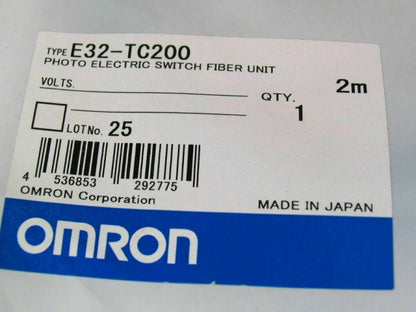 TYPE E32-TC200
PHOTO ELECTRIC SWITCH FIBER UNIT
VOLTS.
QTY. 2m
1
LOT No. 25
4 536853 292775
OMRON Corporation
MADE IN JAPAN
OMRON